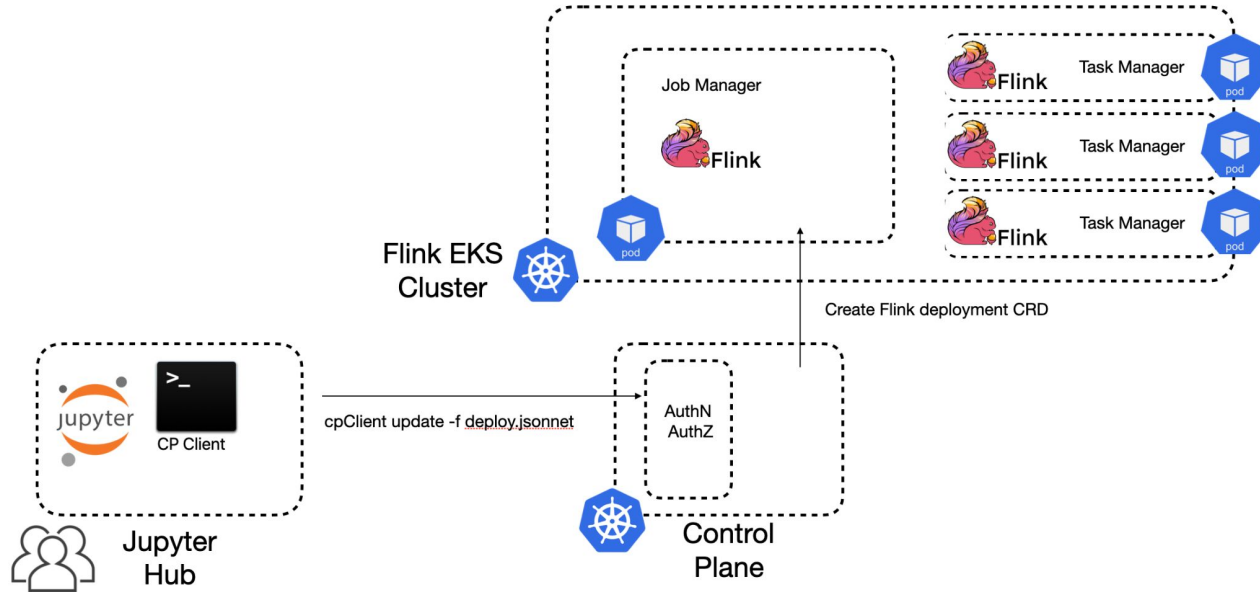 Job Manager
Flink
Flink
Task Manager
pod
Flink
Task Manager
pod
Flink
Task Manager
pod
pod
Flink EKS
Cluster
Create Flink deployment CRD
>_
jupyter
CP Client
cpClient update -f deploy.jsonnet
AuthN
AuthZ
Jupyter
Hub
Control
Plane